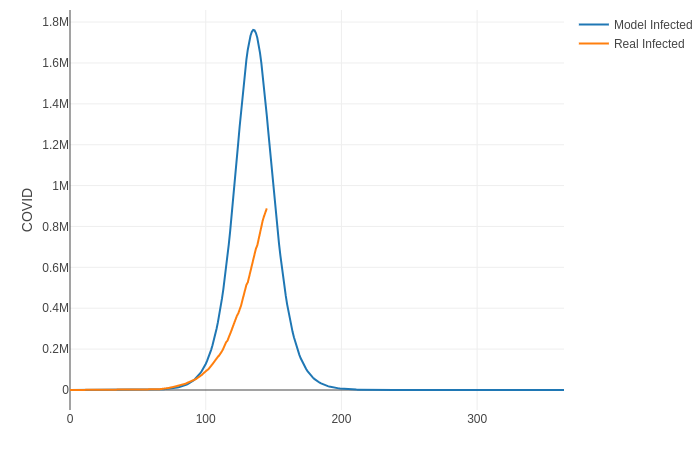 1.8M
1.6M
1.4M
1.2M
1M
0.8M
0.6M
0.4M
0.2M
0
COVID
0 100 200 300
Model Infected
Real Infected